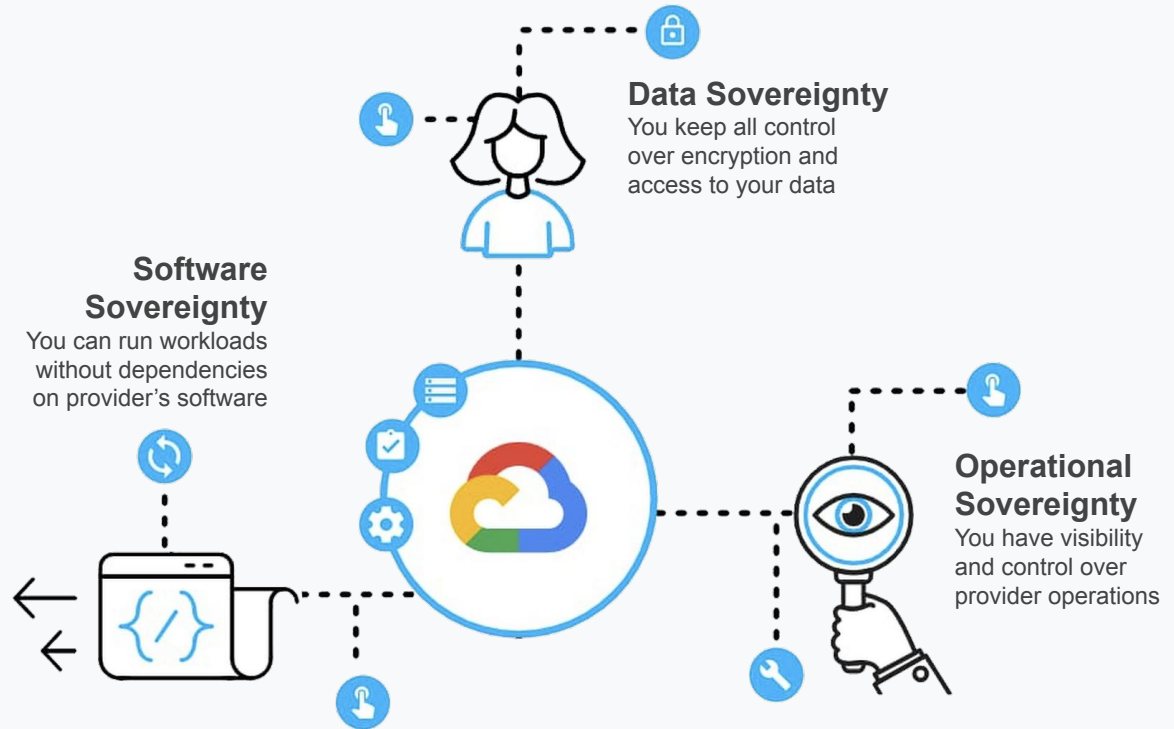 Data Sovereignty
You keep all control
over encryption and
access to your data
Software
Sovereignty
You can run workloads
without dependencies
on provider’s software
Operational
Sovereignty
You have visibility
and control over
provider operations